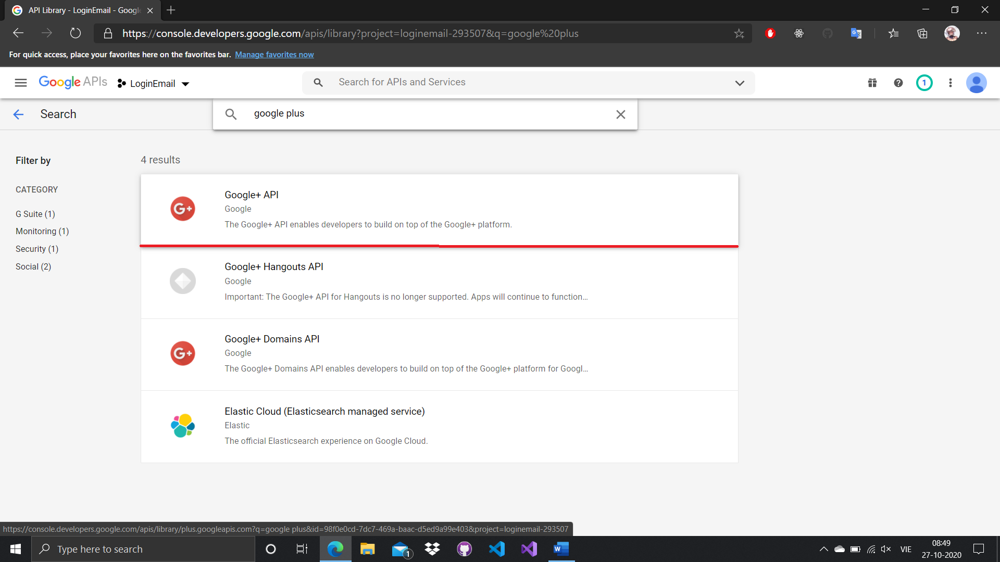 API Library - LoginEmail - Google
https://console.developers.google.com/apis/library?project=loginemail-293507&q=google%20plus
For quick access, place your favorites here on the favorites bar. Manage favorites now
Google APIs LoginEmail Search for APIs and Services 1
Search google plus
Filter by
CATEGORY
G Suite (1)
Monitoring (1)
Security (1)
Social (2)
4 results
G+
Google+ API
Google
The Google+ API enables developers to build on top of the Google+ platform.
Google+ Hangouts API
Google
Important: The Google+ API for Hangouts is no longer supported. Apps will continue to function...
G+
Google+ Domains API
Google
The Google+ Domains API enables developers to build on top of the Google+ platform for Googl...
Elastic Cloud (Elasticsearch managed service)
Elastic
The official Elasticsearch experience on Google Cloud.
https://console.developers.google.com/apis/library/plus.googleapis.com?q=google plus&id=98f0e0cd-7dc7-469a-baac-d5ed9a99e403&project=loginemail-293507
Type here to search 1 W VIE 08:49
27-10-2020